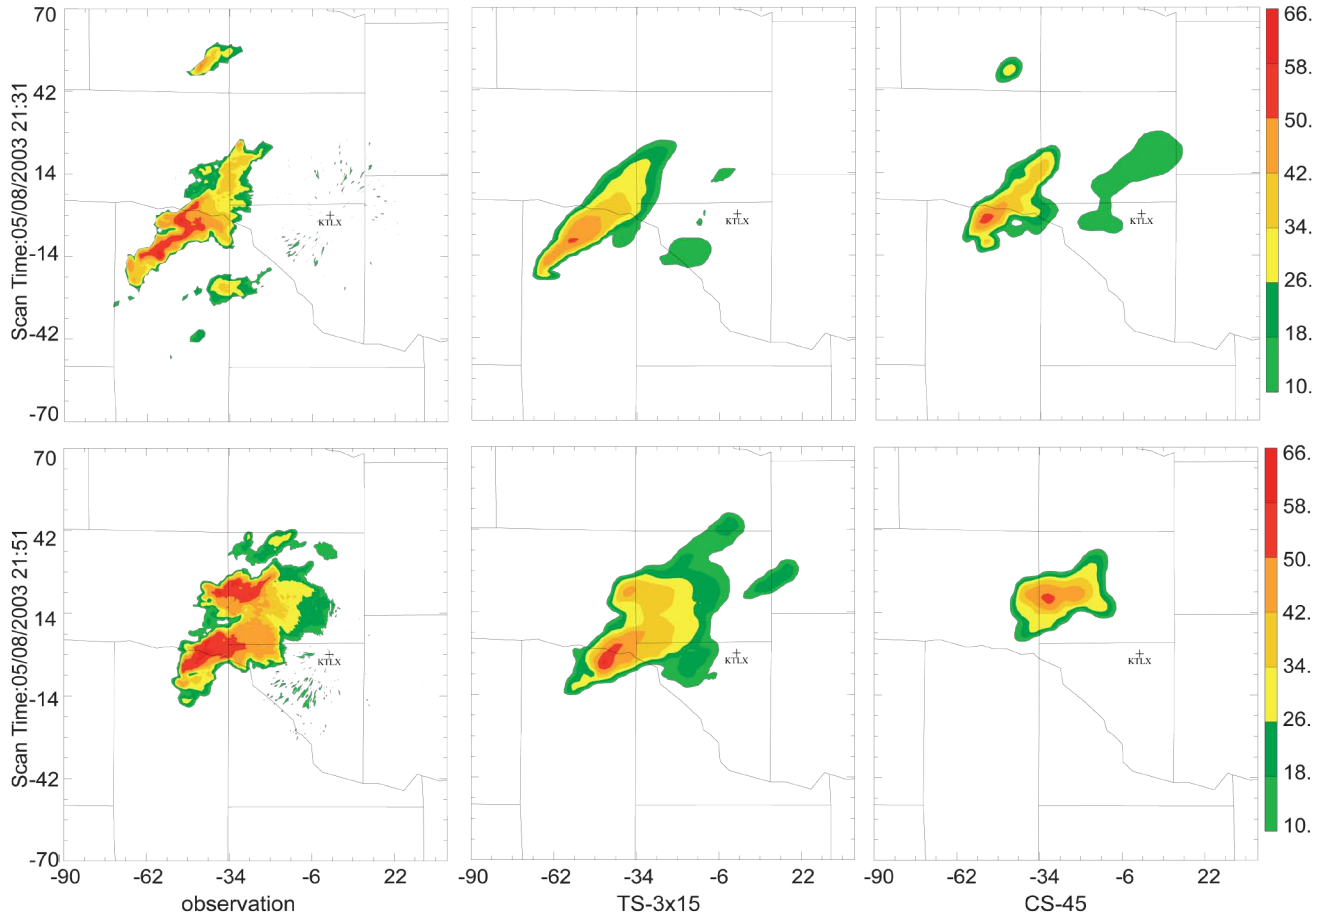 70
42
14
-14
-42
-70
Scan Time:05/08/2003 21:31
KTLX
KTLX
KTLX
66.
58.
50.
42.
34.
26.
18.
10.
70
42
14
-14
-42
-70
Scan Time:05/08/2003 21:51
KTLX
KTLX
KTLX
66.
58.
50.
42.
34.
26.
18.
10.
-90 -62 -34 -6 22
-90 -62 -34 -6 22
-90 -62 -34 -6 22
observation
TS-3x15
CS-45